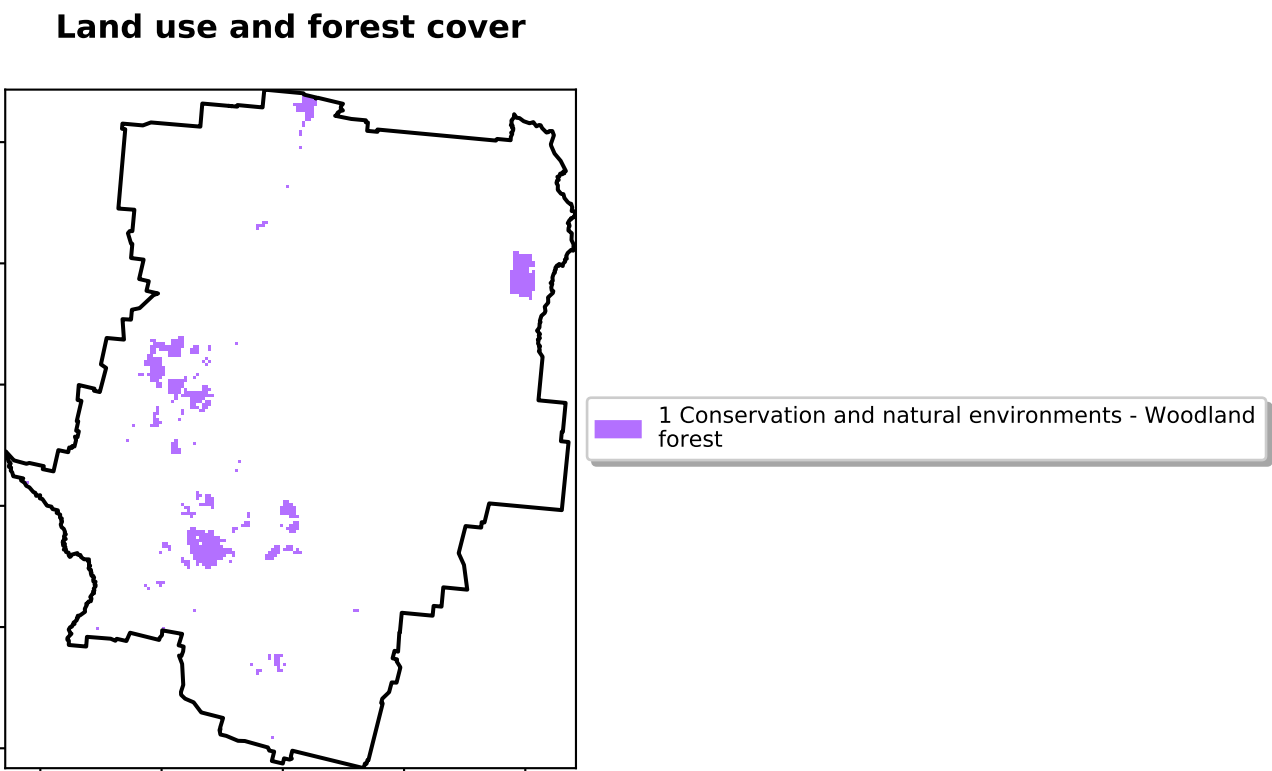 Land use and forest cover
1 Conservation and natural environments - Woodland
forest